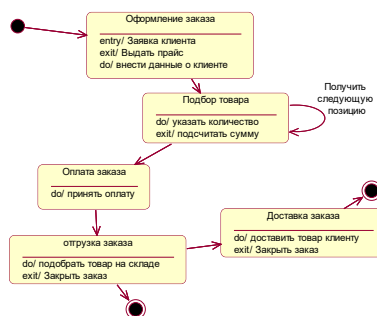 Оформление заказа
entry/ Заявка клиента
exit/ Выдать прайс
do/ внести данные о клиенте
Подбор товара
do/ указать количество
exit/ подсчитать сумму
Получить
следующую
позицию
Оплата заказа
do/ принять оплату
Доставка заказа
do/ доставить товар клиенту
exit/ Закрыть заказ
отгрузка заказа
do/ подобрать товар на складе
exit/ Закрыть заказ